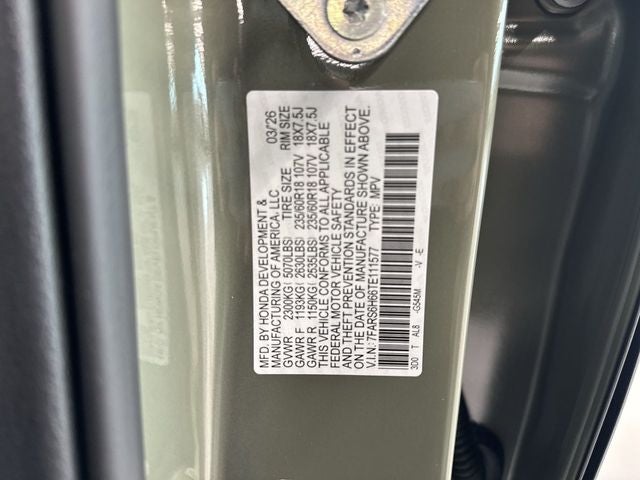 MFD. BY HONDA DEVELOPMENT &
MANUFACTURING OF AMERICA, LLC 03/26
GVWR 2300KG( 5070LBS) TIRE SIZE RIM SIZE
GAWR F 1193KG( 2630LBS) 235/60R18 107V 18X7.5J
GAWR R 1150KG( 2535LBS) 235/60R18 107V 18X7.5J
THIS VEHICLE CONFORMS TO ALL APPLICABLE
FEDERAL MOTOR VEHICLE SAFETY
AND THEFT PREVENTION STANDARDS IN EFFECT
ON THE DATE OF MANUFACTURE SHOWN ABOVE.
V.I.N.: 7FARS6H66TE111577 TYPE: MPV
300 T AL8 -G345M -V -E